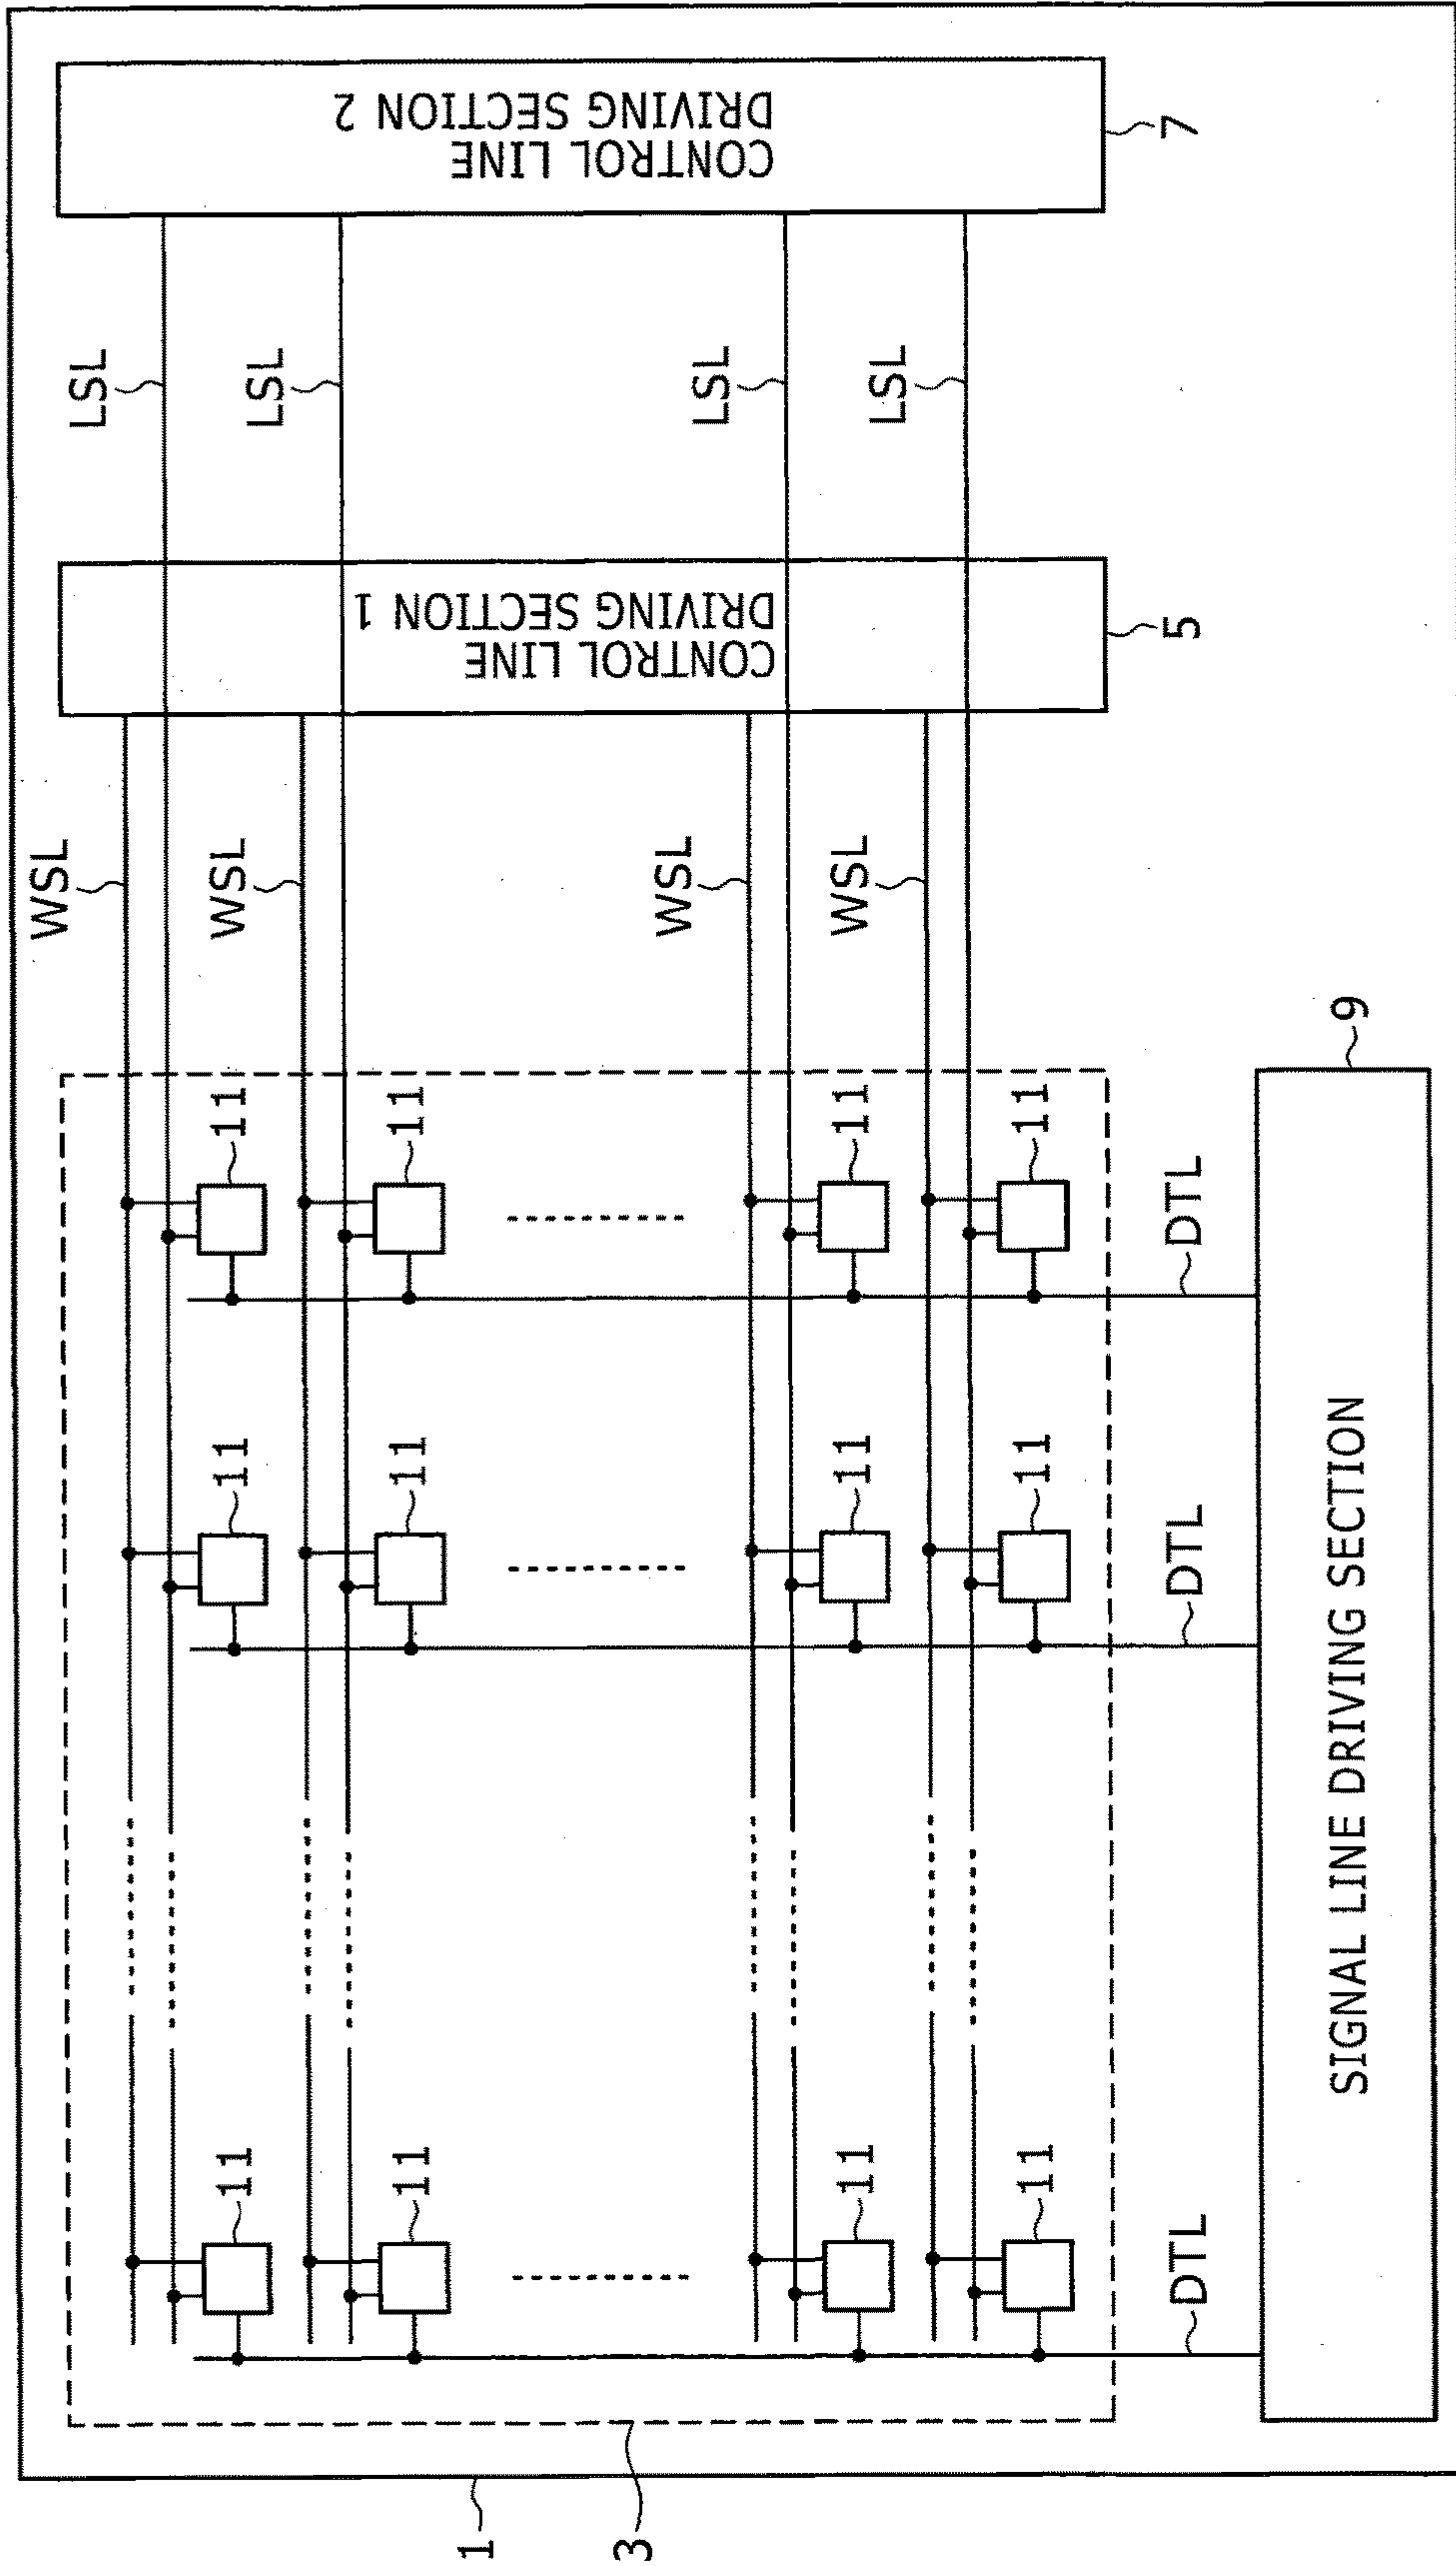 CONTROL LINE
DRIVING SECTION 2
7
LSL
LSL
LSL
LSL
CONTROL LINE
DRIVING SECTION 1
5
WSL
WSL
WSL
WSL
9
11
11
11
11
DTL
11
11
11
11
DTL
SIGNAL LINE DRIVING SECTION
11
11
11
11
DTL
1
3